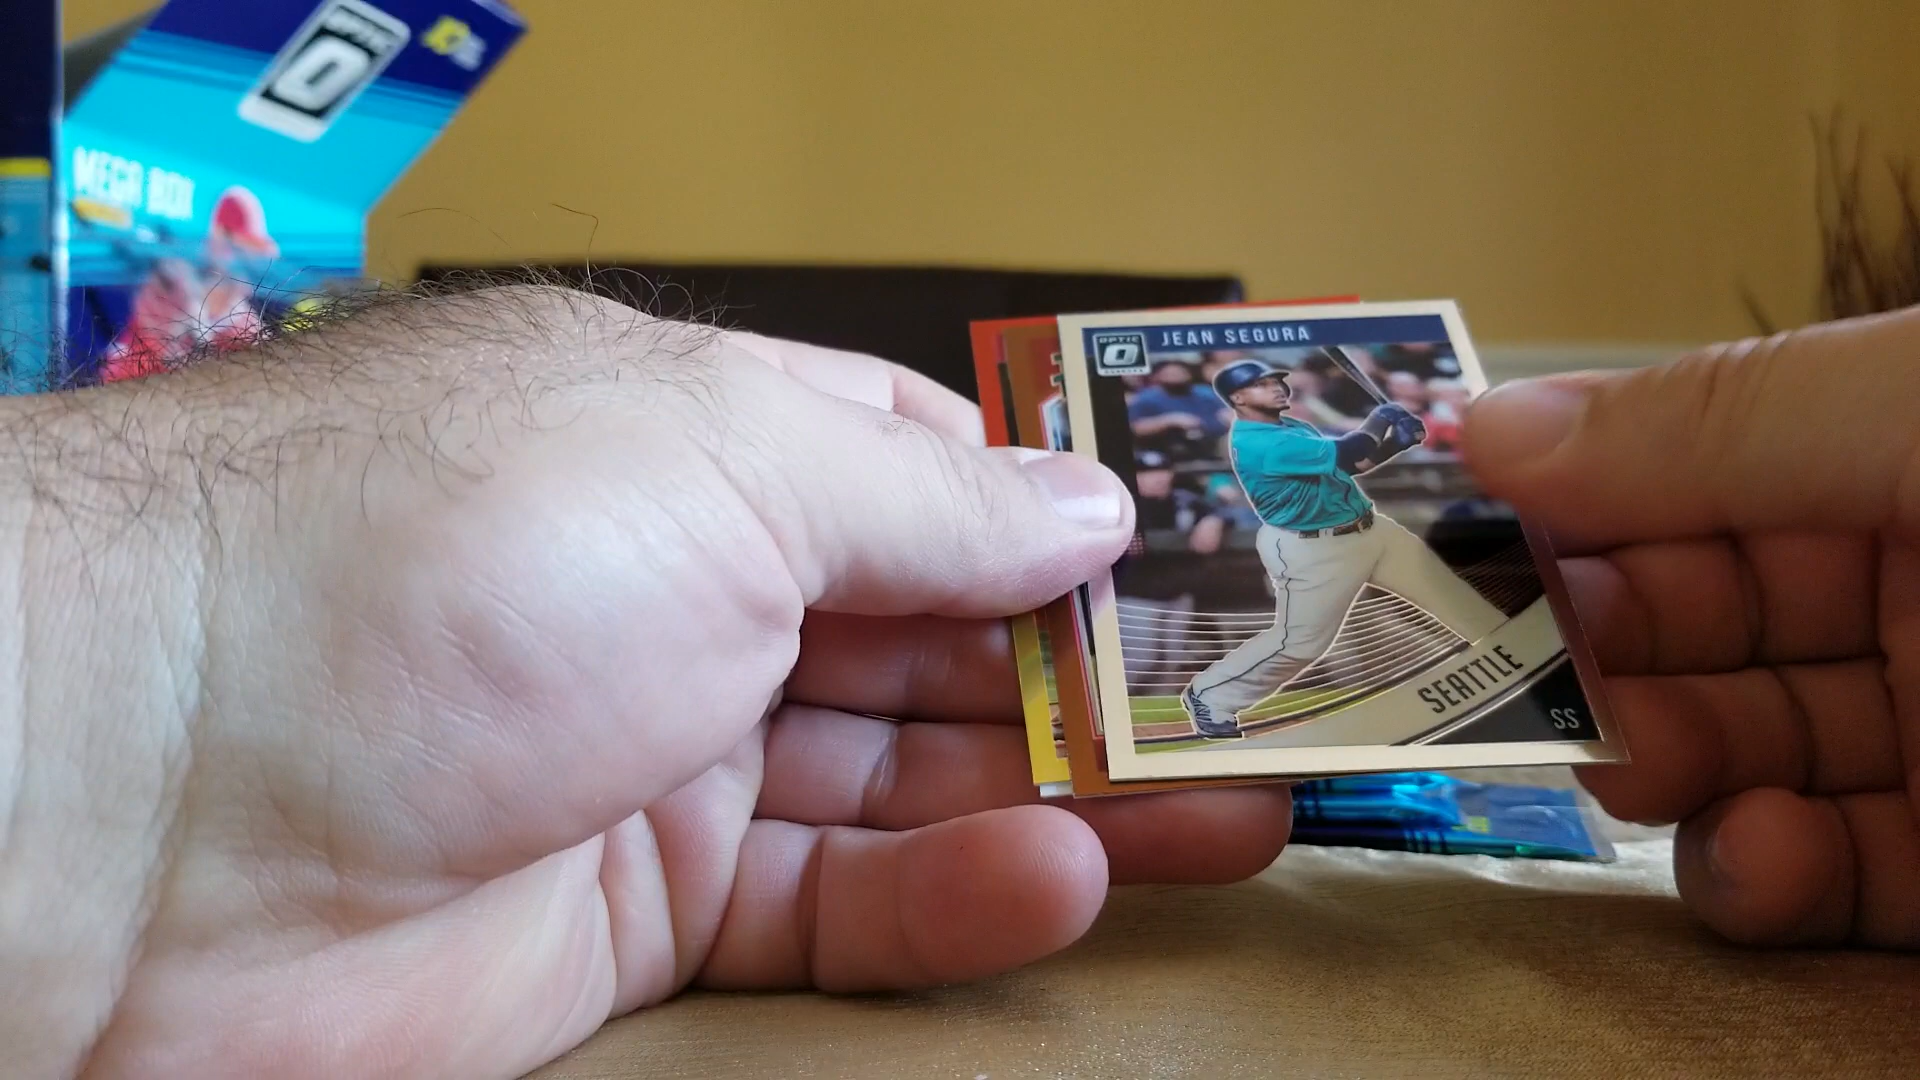 OPTIC
MEGA BOX
OPTIC
JEAN SEGURA
SEATTLE
SS